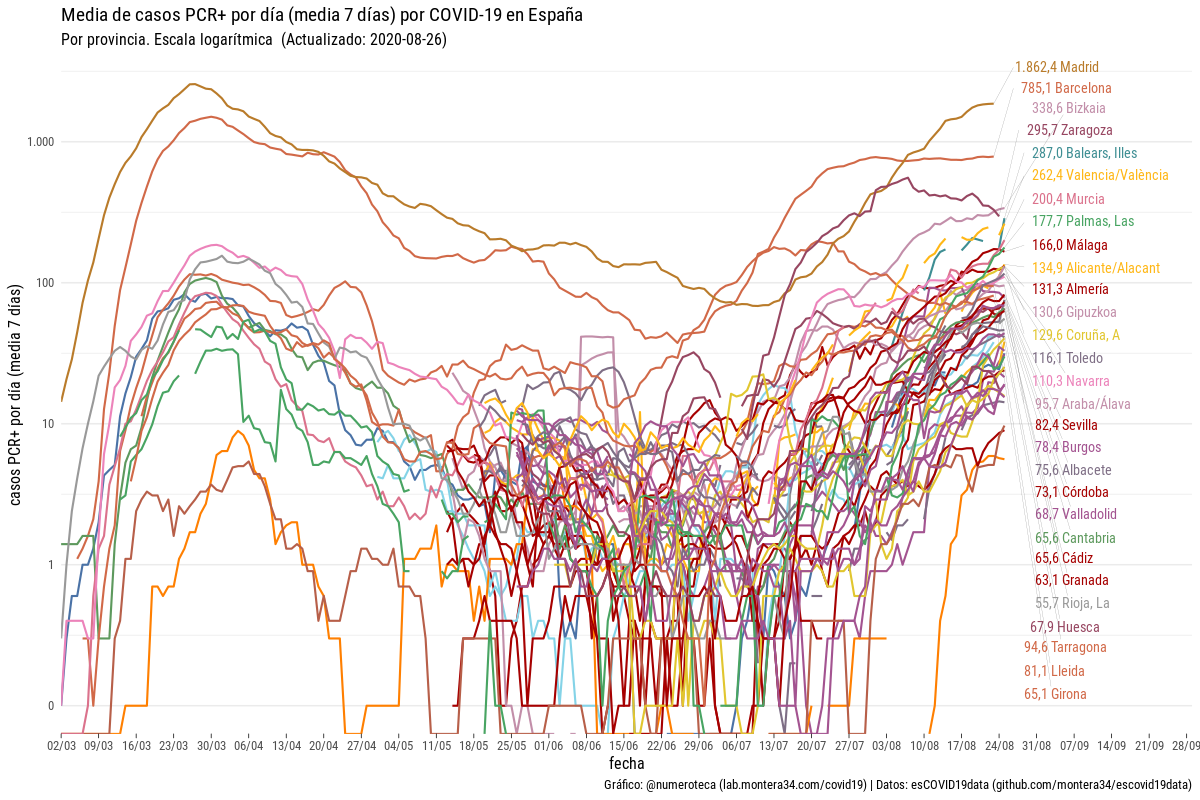 Media de casos PCR+ por día (media 7 días) por COVID-19 en España
Por provincia. Escala logarítmica  (Actualizado: 2020-08-26)
1.862,4 Madrid
785,1 Barcelona
338,6 Bizkaia
295,7 Zaragoza
287,0 Balears, Illes
262,4 Valencia/València
200,4 Murcia
177,7 Palmas, Las
166,0 Málaga
134,9 Alicante/Alacant
131,3 Almería
130,6 Gipuzkoa
129,6 Coruña, A
116,1 Toledo
110,3 Navarra
95,7 Araba/Álava
82,4 Sevilla
78,4 Burgos
75,6 Albacete
73,1 Córdoba
68,7 Valladolid
65,6 Cantabria
65,6 Cádiz
63,1 Granada
55,7 Rioja, La
67,9 Huesca
94,6 Tarragona
81,1 Lleida
65,1 Girona
casos PCR+ por día (media 7 días)
1.000
100
10
1
0
02/03 09/03 16/03 23/03 30/03 06/04 13/04 20/04 27/04 04/05 11/05 18/05 25/05 01/06 08/06 15/06 22/06 29/06 06/07 13/07 20/07 27/07 03/08 10/08 17/08 24/08 31/08 07/09 14/09 21/09 28/09
fecha
Gráfico: @numeroteca (lab.montera34.com/covid19) | Datos: esCOVID19data (github.com/montera34/escovid19data)